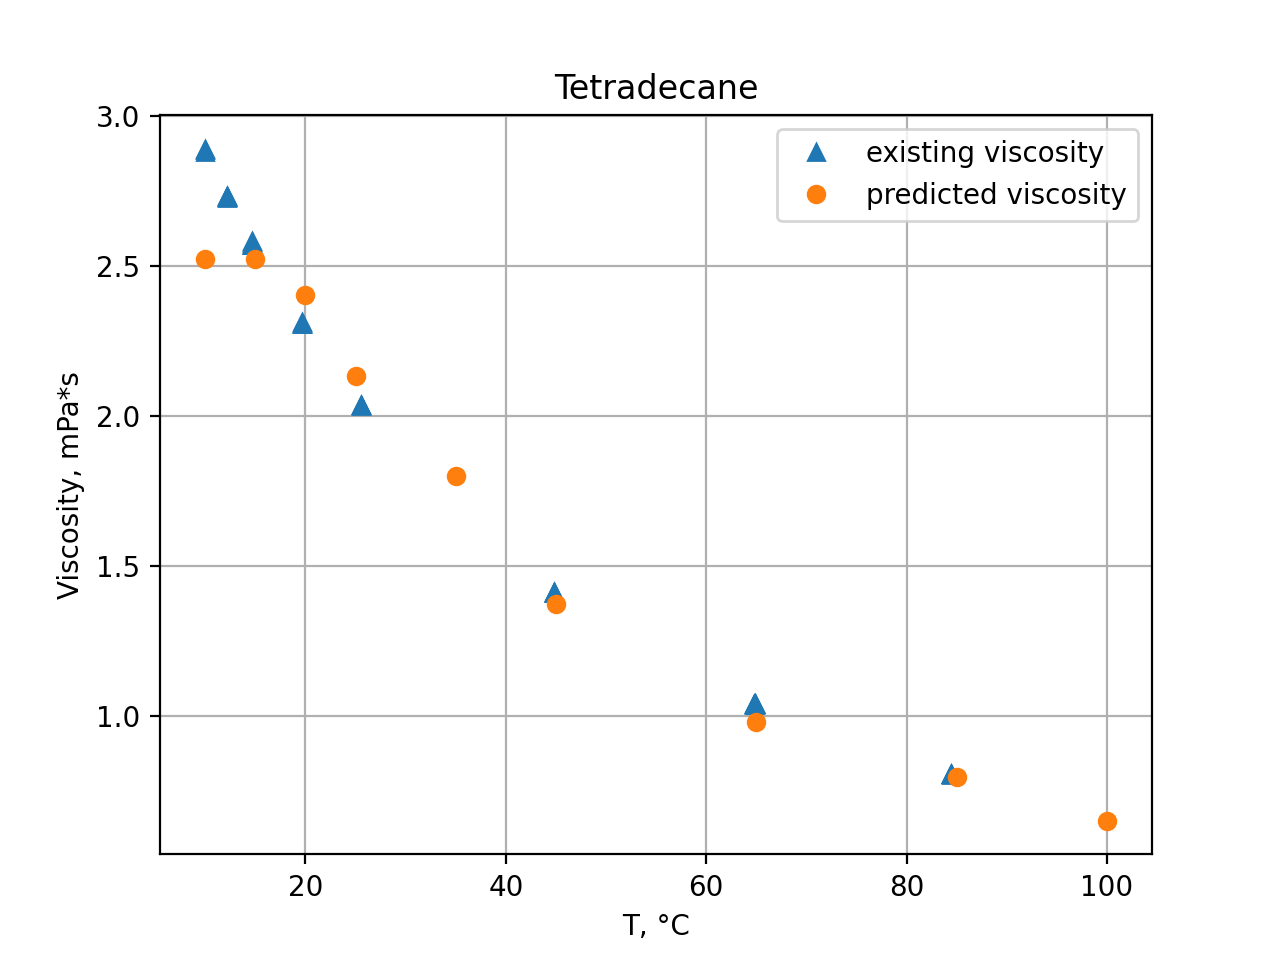 Tetradecane
3.0
2.5
2.0
1.5
1.0
Viscosity, mPa*s
existing viscosity
predicted viscosity
20 40 60 80 100
T, °C